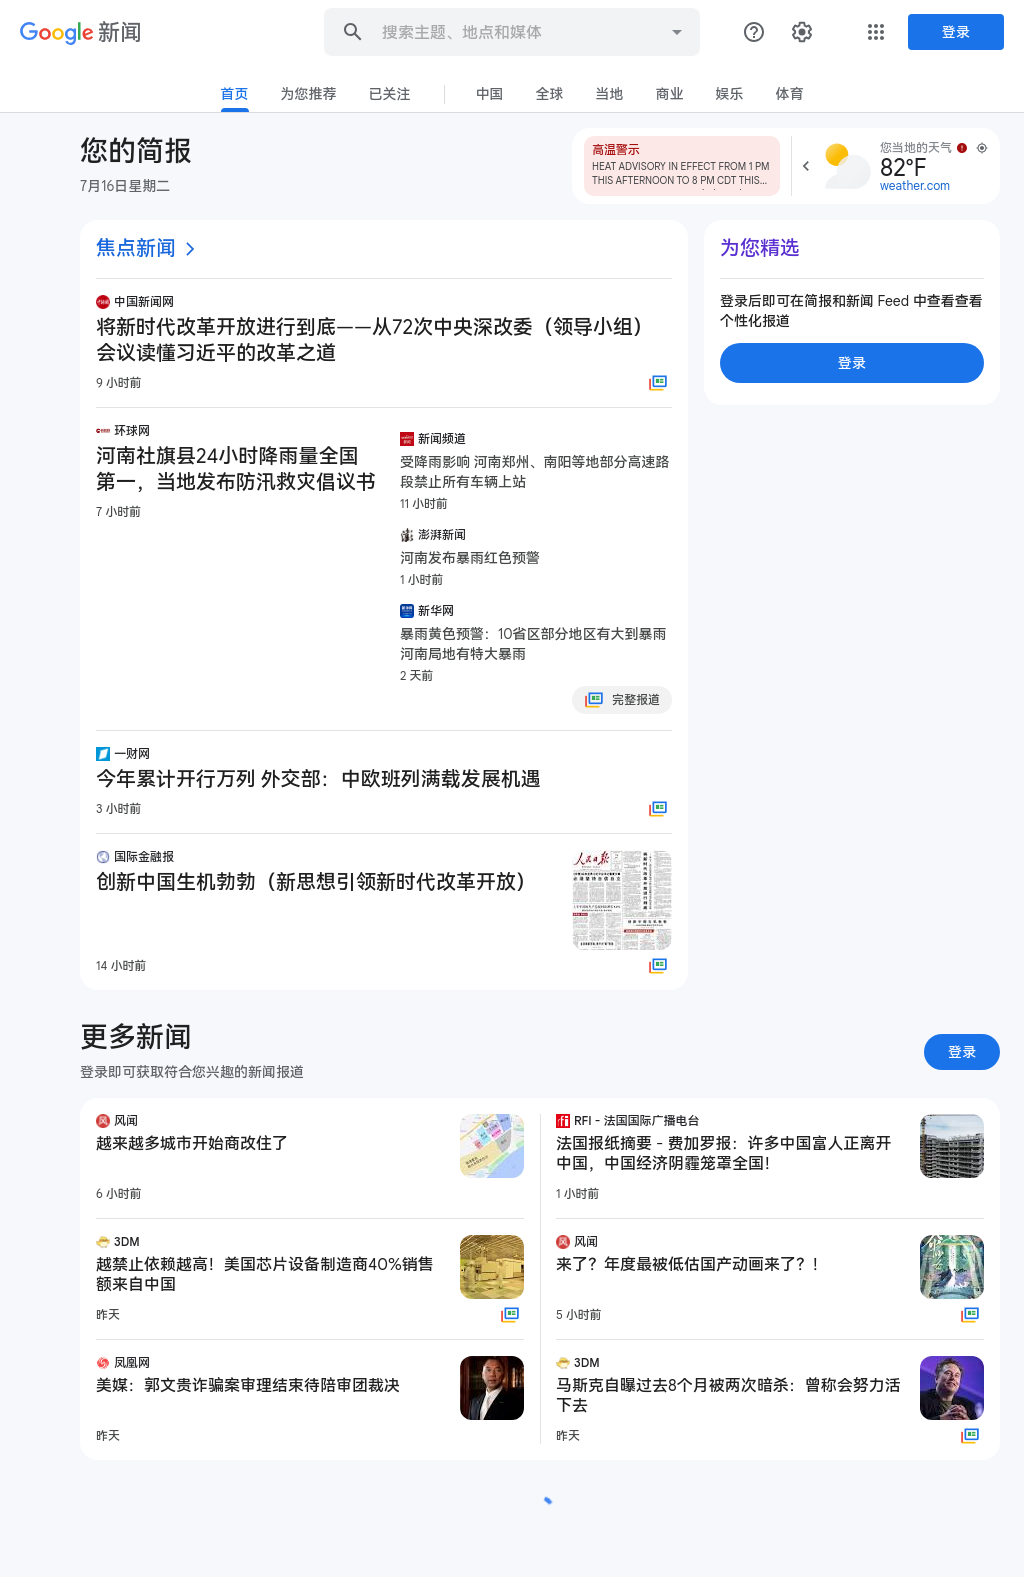 Google 新闻
搜索主题、地点和媒体
登录
首页
为您推荐
已关注
中国
全球
当地
商业
娱乐
体育
您的简报
7月16日星期二
高温警示
HEAT ADVISORY IN EFFECT FROM 1 PM
THIS AFTERNOON TO 8 PM CDT THIS…
您当地的天气
82°F
weather.com
焦点新闻
中国新闻网
将新时代改革开放进行到底——从72次中央深改委（领导小组）
会议读懂习近平的改革之道
9 小时前
环球网
河南社旗县24小时降雨量全国
第一，当地发布防汛救灾倡议书
7 小时前
新闻频道
受降雨影响 河南郑州、南阳等地部分高速路
段禁止所有车辆上站
11 小时前
澎湃新闻
河南发布暴雨红色预警
1 小时前
新华网
暴雨黄色预警：10省区部分地区有大到暴雨
河南局地有特大暴雨
2 天前
完整报道
一财网
今年累计开行万列 外交部：中欧班列满载发展机遇
3 小时前
国际金融报
创新中国生机勃勃（新思想引领新时代改革开放）
人民日报
14 小时前
为您精选
登录后即可在简报和新闻 Feed 中查看查看
个性化报道
登录
更多新闻
登录即可获取符合您兴趣的新闻报道
登录
风闻
越来越多城市开始商改住了
6 小时前
RFI - 法国国际广播电台
法国报纸摘要 - 费加罗报：许多中国富人正离开
中国，中国经济阴霾笼罩全国！
1 小时前
3DM
越禁止依赖越高！美国芯片设备制造商40%销售
额来自中国
昨天
风闻
来了？年度最被低估国产动画来了？！
5 小时前
凤凰网
美媒：郭文贵诈骗案审理结束待陪审团裁决
昨天
3DM
马斯克自曝过去8个月被两次暗杀：曾称会努力活
下去
昨天